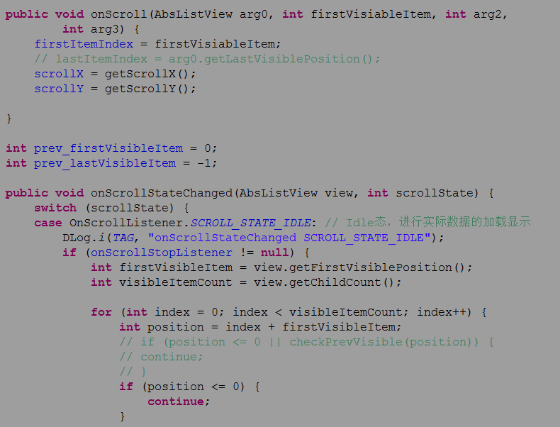 public void onScroll(AbsListView arg0, int firstVisiableItem, int arg2,
int arg3) {
firstItemIndex = firstVisiableItem;
// lastItemIndex = arg0.getLastVisiblePosition();
scrollX = getScrollX();
scrollY = getScrollY();
}
int prev_firstVisibleItem = 0;
int prev_lastVisibleItem = -1;
public void onScrollStateChanged(AbsListView view, int scrollState) {
switch (scrollState) {
case OnScrollListener.SCROLL_STATE_IDLE: // Idle态，进行实际数据的加载显示
DLog.i(TAG, "onScrollStateChanged SCROLL_STATE_IDLE");
if (onScrollStopListener != null) {
int firstVisibleItem = view.getFirstVisiblePosition();
int visibleItemCount = view.getChildCount();
for (int index = 0; index < visibleItemCount; index++) {
int position = index + firstVisibleItem;
// if (position <= 0 || checkPrevVisible(position)) {
// continue;
// }
if (position <= 0) {
continue;
}